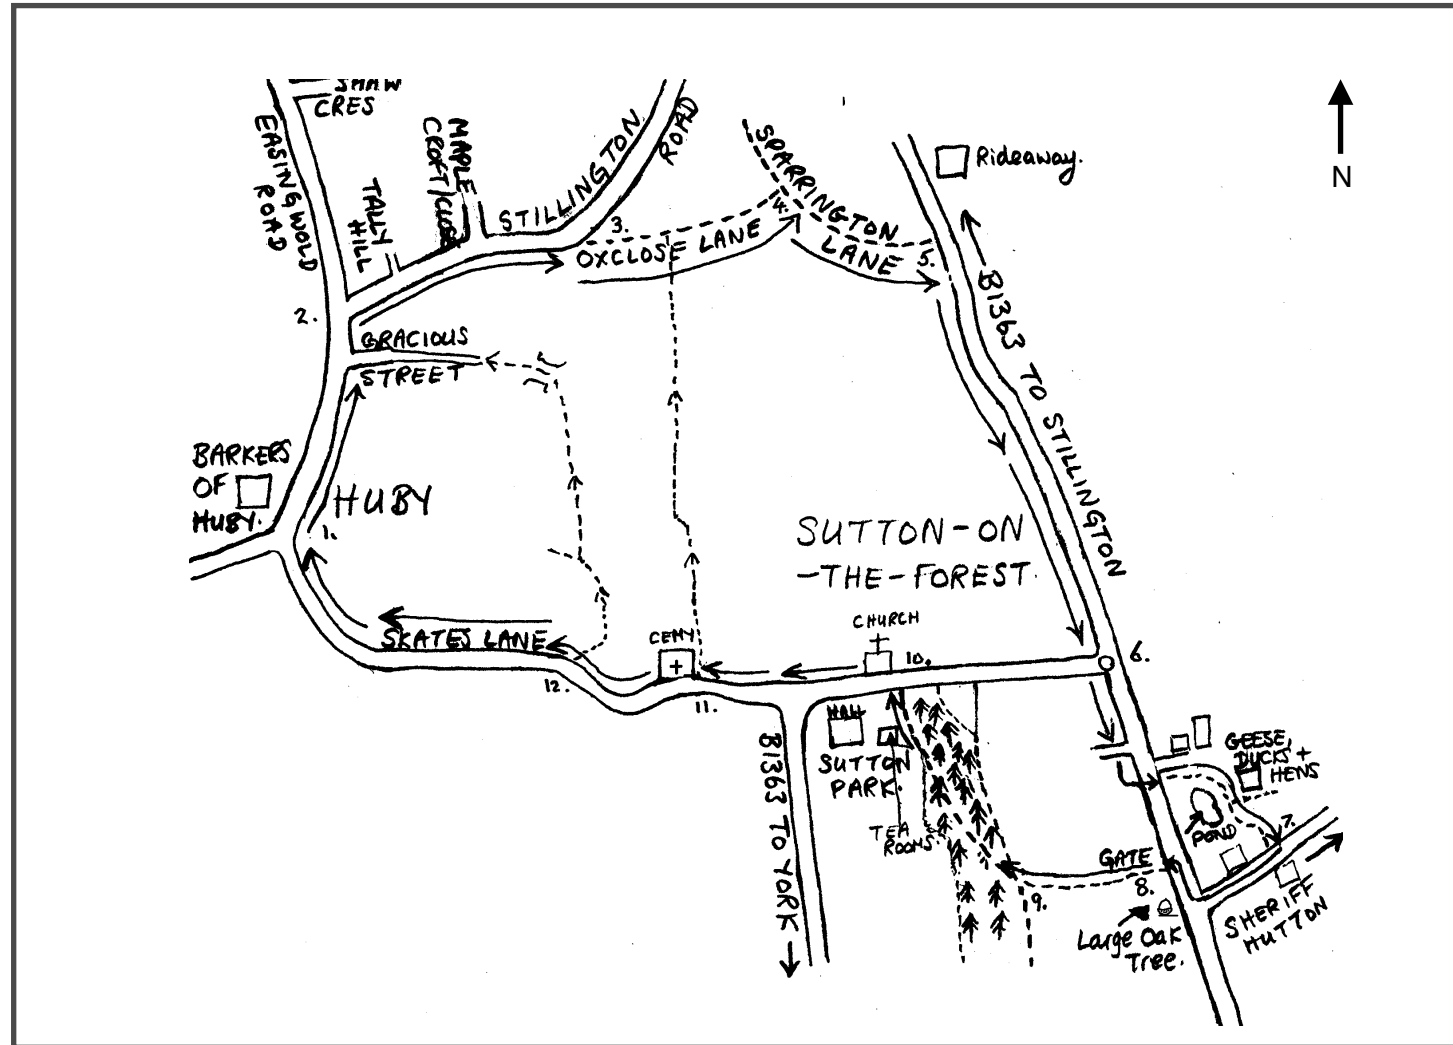 SHAW
CRES
EASINGWOLD
ROAD
TALLY
HILL
MAPLE
CROFT/CLOSE
STILLINGTON
ROAD
SPARRINGTON
LANE
Rideaway.
N
3.
4.
5.
OXCLOSE LANE
B1363 TO STILLINGTON
2.
GRACIOUS
STREET
BARKERS
OF
HUBY.
HUBY
1.
SUTTON-ON
-THE-FOREST.
SKATES LANE
CEMY
CHURCH
10.
6.
12.
11.
HALL
SUTTON
PARK.
TEA
ROOMS.
B1363 TO YORK
GEESE,
DUCKS +
HENS
POND
7.
GATE
8.
9.
Large Oak
Tree.
SHERIFF
HUTTON